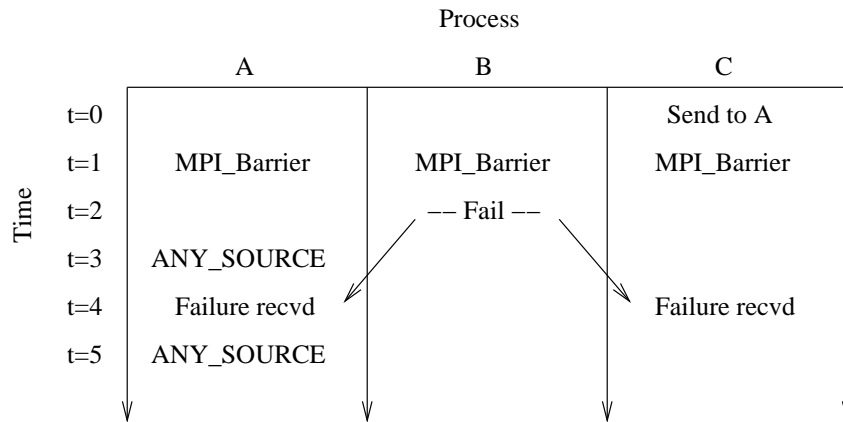 Process
A B C
t=0 Send to A
t=1 MPI_Barrier MPI_Barrier MPI_Barrier
t=2 –– Fail ––
t=3 ANY_SOURCE
t=4 Failure recvd Failure recvd
t=5 ANY_SOURCE
Time